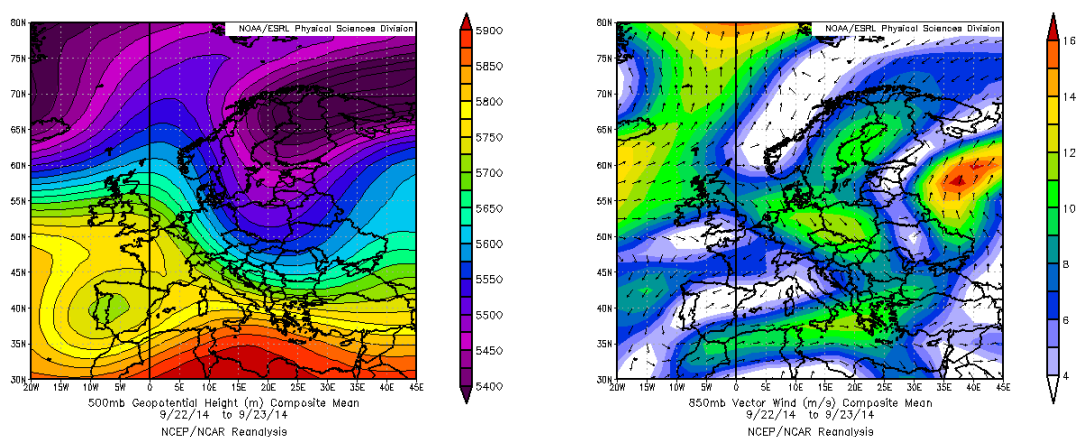 NOAA/ESRL Physical Sciences Division
80N
75N
70N
65N
60N
55N
50N
45N
40N
35N
30N
20W 15W 10W 5W 0 5E 10E 15E 20E 25E 30E 35E 40E 45E
5900
5850
5800
5750
5700
5650
5600
5550
5500
5450
5400
500mb Geopotential Height (m) Composite Mean
9/22/14 to 9/23/14
NCEP/NCAR Reanalysis
NOAA/ESRL Physical Sciences Division
80N
75N
70N
65N
60N
55N
50N
45N
40N
35N
30N
20W 15W 10W 5W 0 5E 10E 15E 20E 25E 30E 35E 40E 45E
16
14
12
10
8
6
4
850mb Vector Wind (m/s) Composite Mean
9/22/14 to 9/23/14
NCEP/NCAR Reanalysis